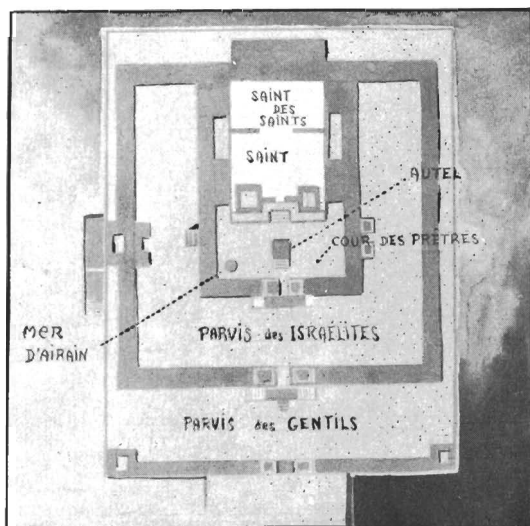 SAINT
DES
SAINTS
SAINT
AUTEL
COUR DES PRÊTRES
MER
D'AIRAIN
PARVIS des ISRAÉLITES
PARVIS des GENTILS